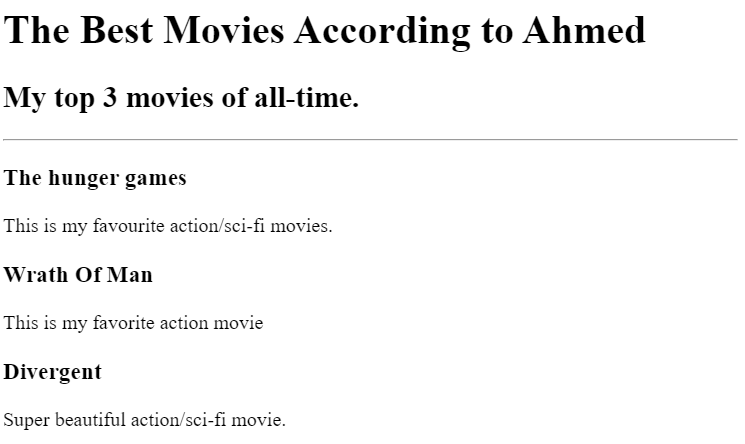 The Best Movies According to Ahmed
My top 3 movies of all-time.
The hunger games
This is my favourite action/sci-fi movies.
Wrath Of Man
This is my favorite action movie
Divergent
Super beautiful action/sci-fi movie.